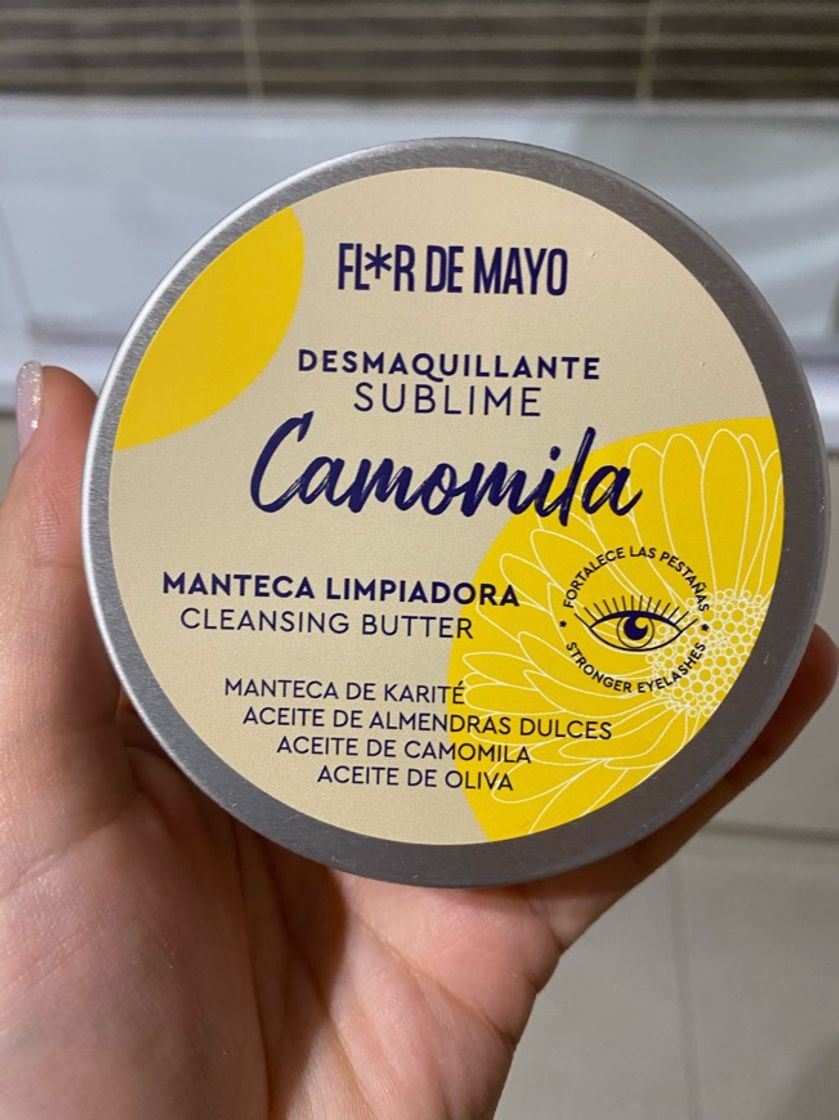 FL*R DE MAYO
DESMAQUILLANTE
SUBLIME
Camomila
MANTECA LIMPIADORA
CLEANSING BUTTER
FORTALECE LAS PESTAÑAS
STRONGER EYELASHES
MANTECA DE KARITÉ
ACEITE DE ALMENDRAS DULCES
ACEITE DE CAMOMILA
ACEITE DE OLIVA